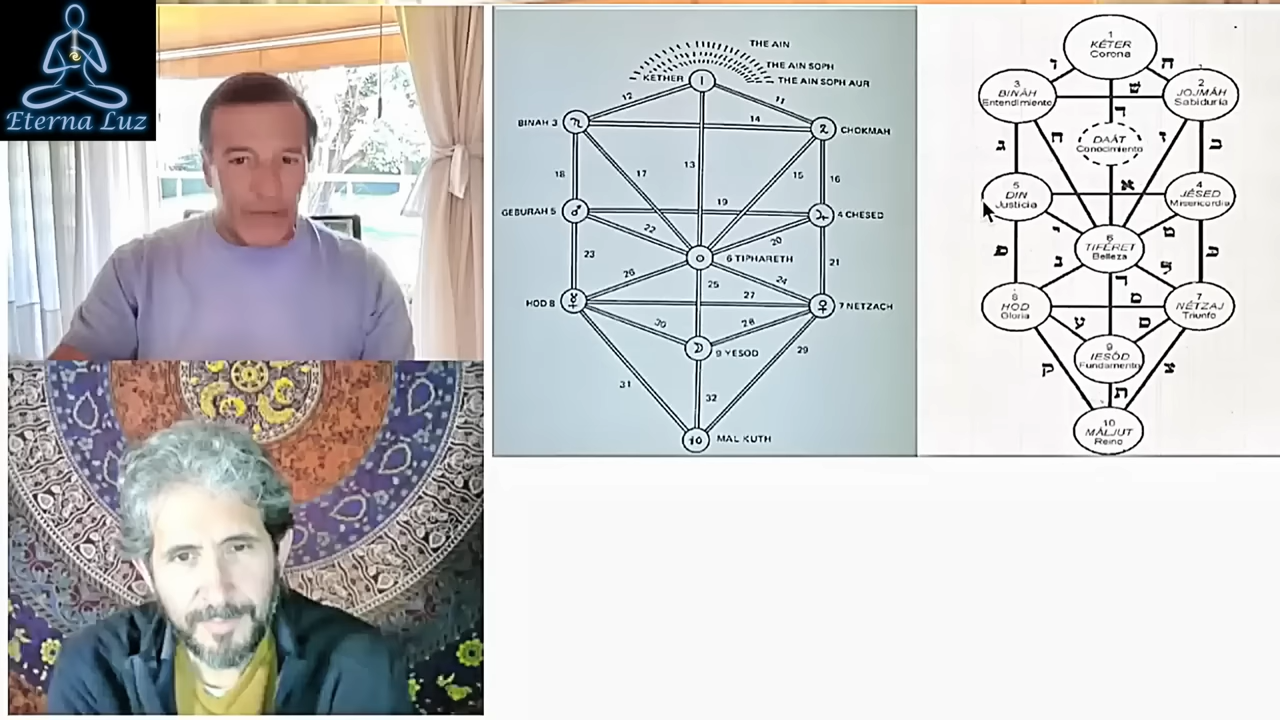 Eterna Luz
THE AIN
THE AIN SOPH
THE AIN SOPH AUR
KETHER
1
12
11
BINAH 3
14
2
CHOKMAH
13
18
17
15
16
GEBURAH 5
19
4 CHESED
22
20
6 TIPHARETH
23
21
26
25
24
27
HOD 8
7 NETZACH
30
28
9 YESOD
29
31
32
10
MAL KUTH
1
KÉTER
Corona
ו
ה
3
BINÁH
Entendimiento
ש
2
JOJMÁH
Sabiduría
ד
ג
ח
DAÁT
Conocimiento
ז
ב
5
DIN
Justicia
א
4
JÉSED
Misericordia
י
6
TIFÉRET
Belleza
8
HOD
Gloria
7
NÉTZAJ
Triunfo
ע
ס
9
IESÓD
Fundamento
ק
צ
ת
10
MÁLJUT
Reino